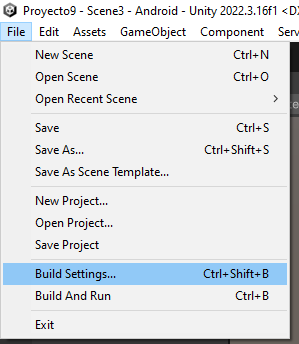 Proyecto9 - Scene3 - Android - Unity 2022.3.16f1 <DX
File Edit Assets GameObject Component Serv
New Scene Ctrl+N
Open Scene Ctrl+O
Open Recent Scene >
Save Ctrl+S
Save As... Ctrl+Shift+S
Save As Scene Template...
New Project...
Open Project...
Save Project
Build Settings... Ctrl+Shift+B
Build And Run Ctrl+B
Exit